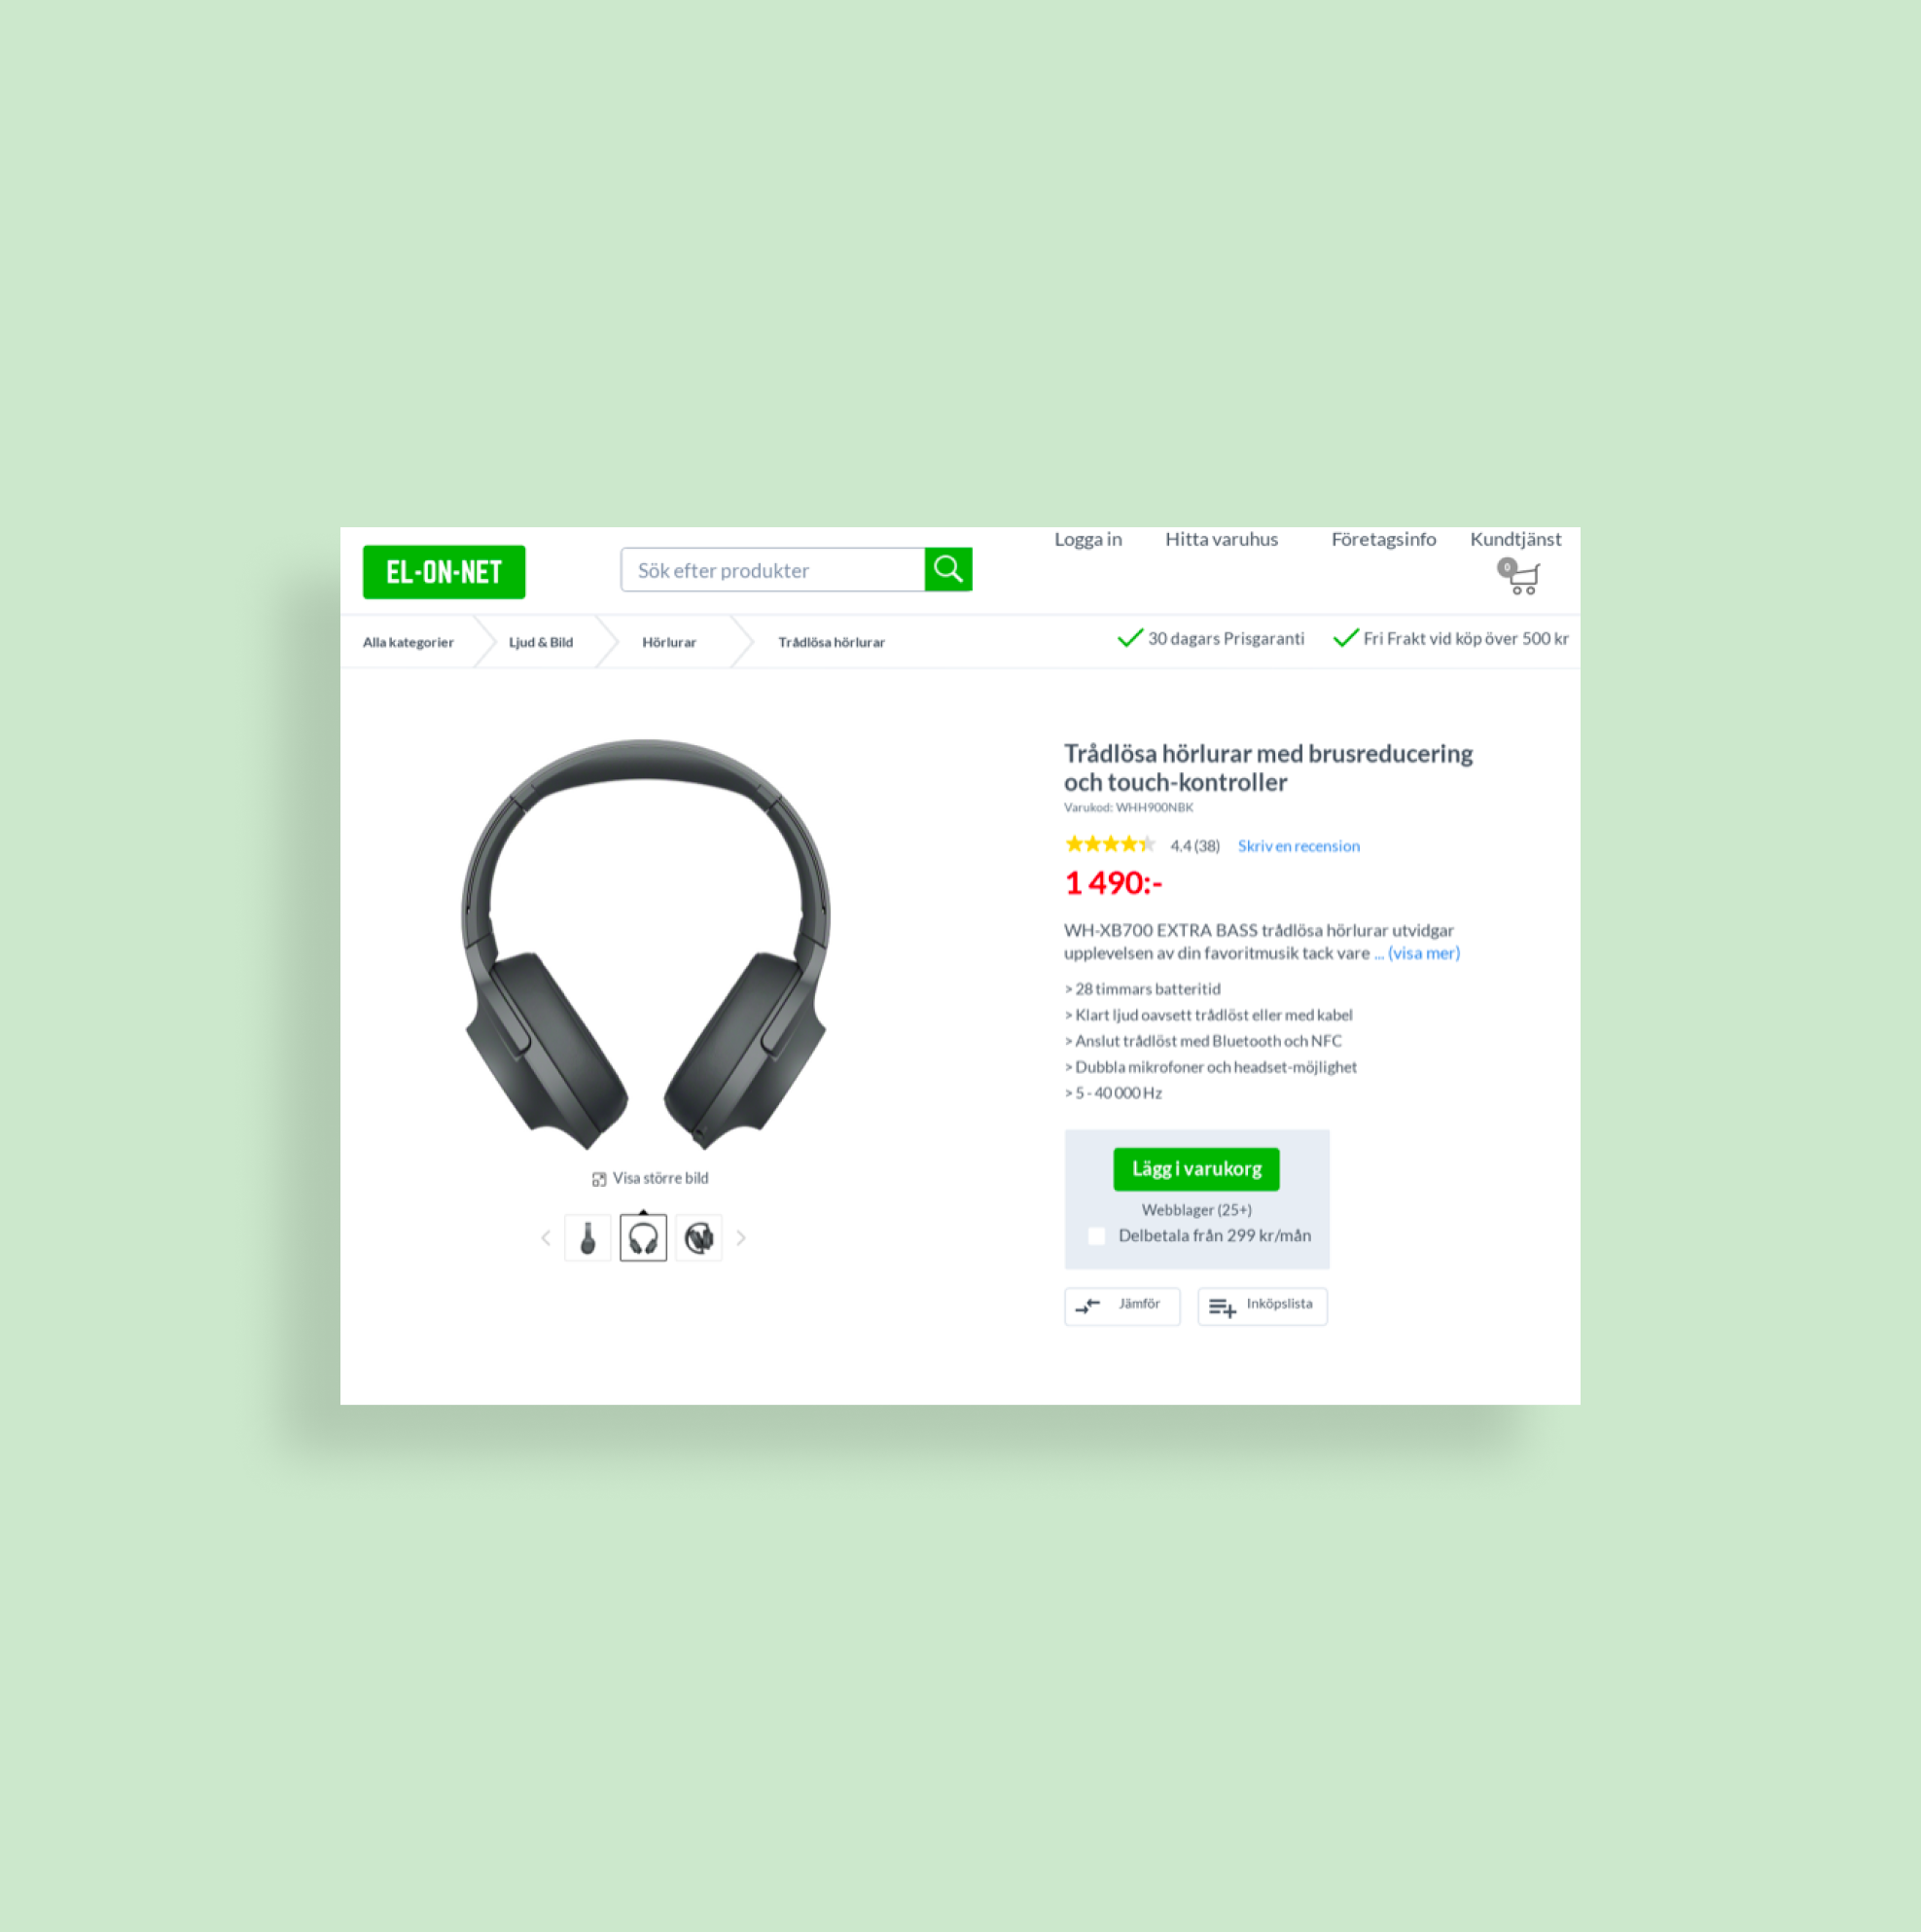 Logga in Hitta varuhus Företagsinfo Kundtjänst
EL-ON-NET
Sök efter produkter
0
Alla kategorier Ljud & Bild Hörlurar Trådlösa hörlurar
30 dagars Prisgaranti Fri Frakt vid köp över 500 kr
Trådlösa hörlurar med brusreducering
och touch-kontroller
Varukod: WHH900NBK
4.4 (38) Skriv en recension
1 490:-
WH-XB700 EXTRA BASS trådlösa hörlurar utvidgar
upplevelsen av din favoritmusik tack vare ... (visa mer)
> 28 timmars batteritid
> Klart ljud oavsett trådlöst eller med kabel
> Anslut trådlöst med Bluetooth och NFC
> Dubbla mikrofoner och headset-möjlighet
> 5 - 40 000 Hz
Visa större bild
Lägg i varukorg
Webblager (25+)
Delbetala från 299 kr/mån
Jämför Inköpslista